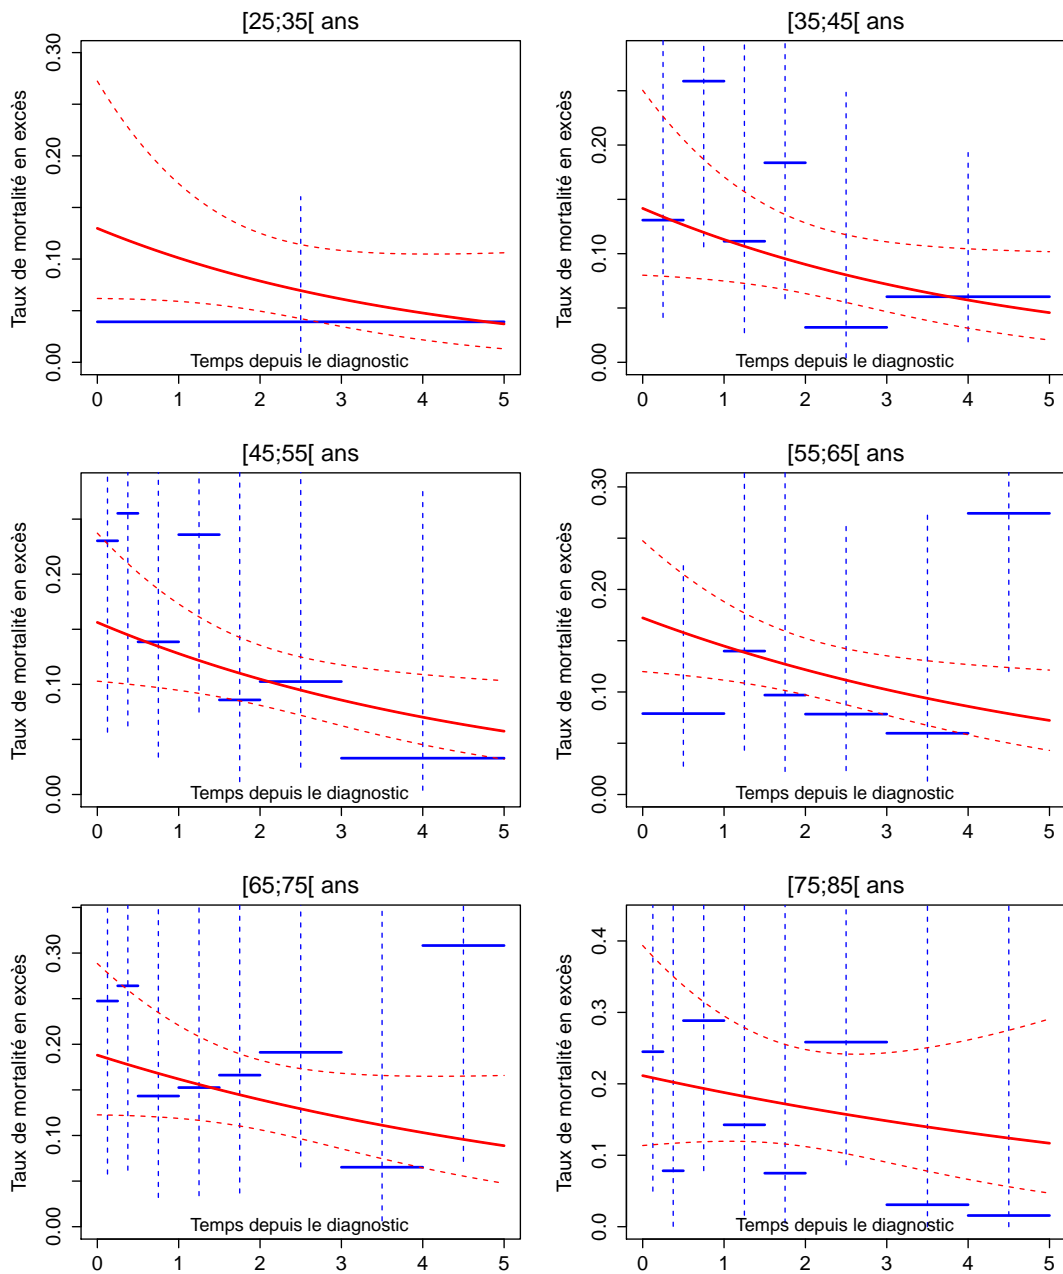 [25;35[ ans
Taux de mortalité en excès
0.00 0.10 0.20 0.30
Temps depuis le diagnostic
0 1 2 3 4 5
[35;45[ ans
Taux de mortalité en excès
0.00 0.10 0.20
Temps depuis le diagnostic
0 1 2 3 4 5
[45;55[ ans
Taux de mortalité en excès
0.00 0.10 0.20
Temps depuis le diagnostic
0 1 2 3 4 5
[55;65[ ans
Taux de mortalité en excès
0.00 0.10 0.20 0.30
Temps depuis le diagnostic
0 1 2 3 4 5
[65;75[ ans
Taux de mortalité en excès
0.00 0.10 0.20 0.30
Temps depuis le diagnostic
0 1 2 3 4 5
[75;85[ ans
Taux de mortalité en excès
0.0 0.1 0.2 0.3 0.4
Temps depuis le diagnostic
0 1 2 3 4 5